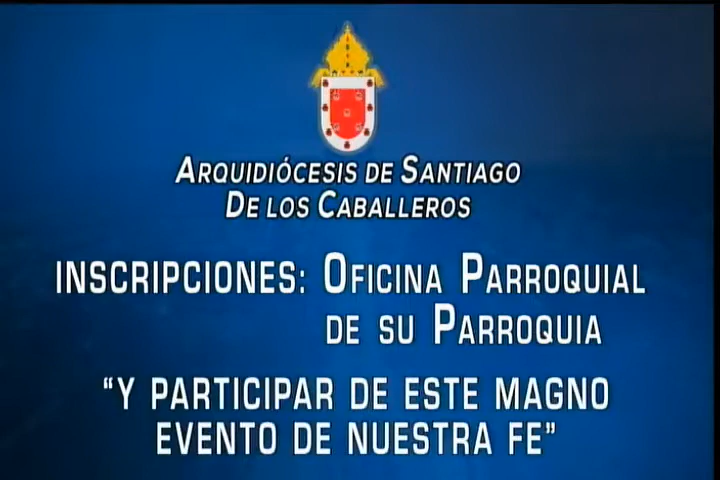 ARQUIDIÓCESIS DE SANTIAGO
DE LOS CABALLEROS
INSCRIPCIONES: OFICINA PARROQUIAL
DE SU PARROQUIA
“Y PARTICIPAR DE ESTE MAGNO
EVENTO DE NUESTRA FE”